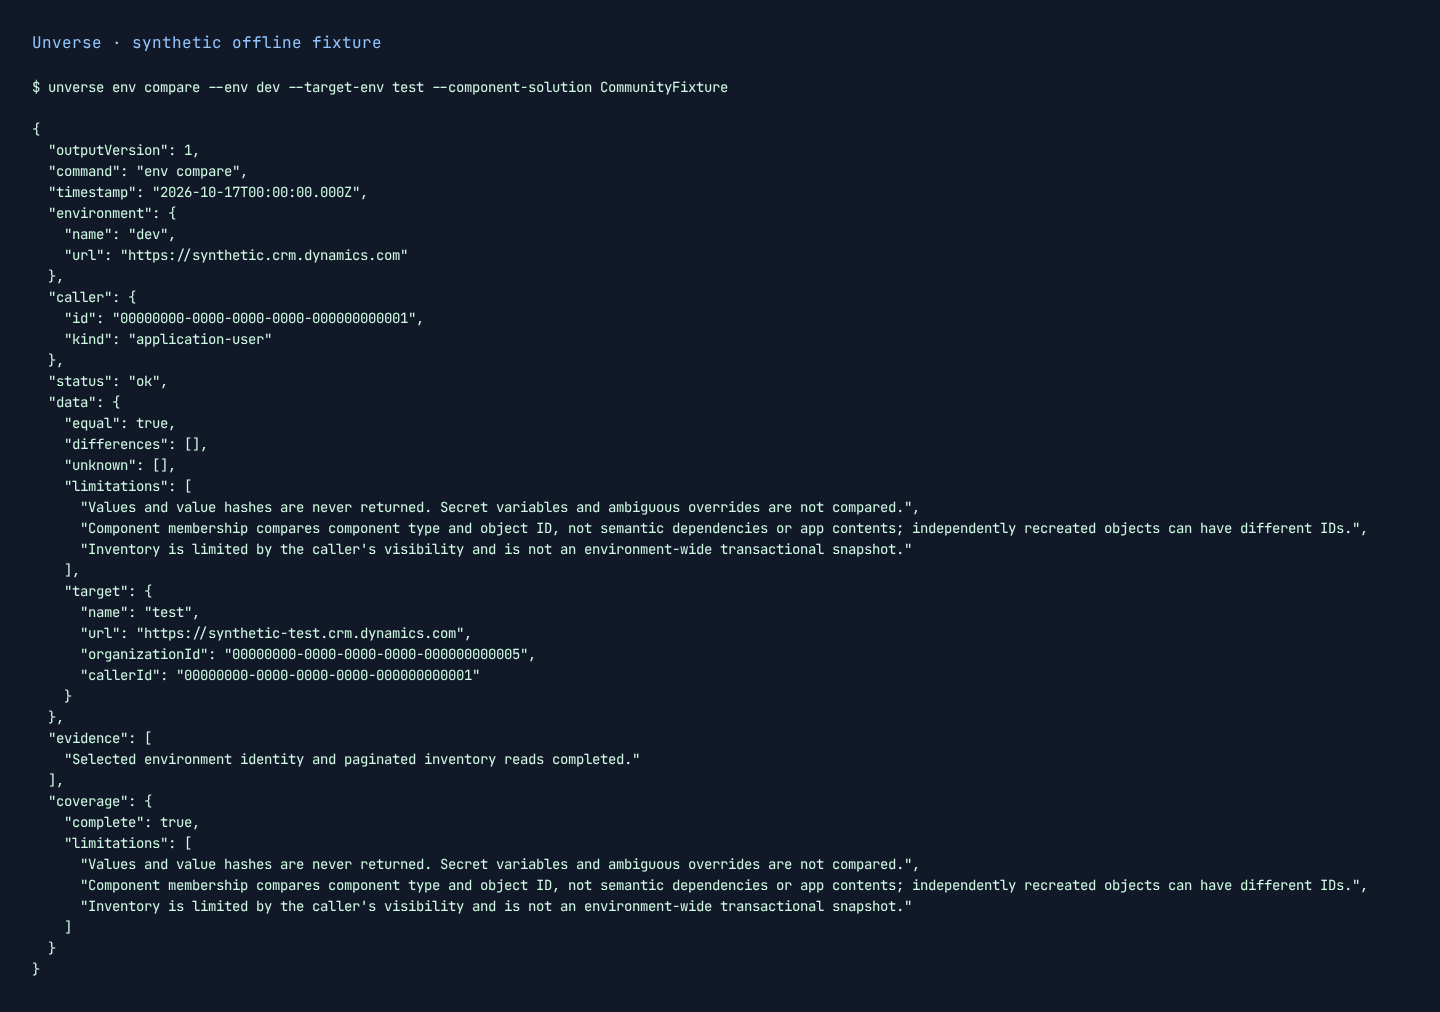 Unverse · synthetic offline fixture
$ unverse env compare --env dev --target-env test --component-solution CommunityFixture
{
  "outputVersion": 1,
  "command": "env compare",
  "timestamp": "2026-10-17T00:00:00.000Z",
  "environment": {
    "name": "dev",
    "url": "https://synthetic.crm.dynamics.com"
  },
  "caller": {
    "id": "00000000-0000-0000-0000-000000000001",
    "kind": "application-user"
  },
  "status": "ok",
  "data": {
    "equal": true,
    "differences": [],
    "unknown": [],
    "limitations": [
      "Values and value hashes are never returned. Secret variables and ambiguous overrides are not compared.",
      "Component membership compares component type and object ID, not semantic dependencies or app contents; independently recreated objects can have different IDs.",
      "Inventory is limited by the caller's visibility and is not an environment-wide transactional snapshot."
    ],
    "target": {
      "name": "test",
      "url": "https://synthetic-test.crm.dynamics.com",
      "organizationId": "00000000-0000-0000-0000-000000000005",
      "callerId": "00000000-0000-0000-0000-000000000001"
    }
  },
  "evidence": [
    "Selected environment identity and paginated inventory reads completed."
  ],
  "coverage": {
    "complete": true,
    "limitations": [
      "Values and value hashes are never returned. Secret variables and ambiguous overrides are not compared.",
      "Component membership compares component type and object ID, not semantic dependencies or app contents; independently recreated objects can have different IDs.",
      "Inventory is limited by the caller's visibility and is not an environment-wide transactional snapshot."
    ]
  }
}